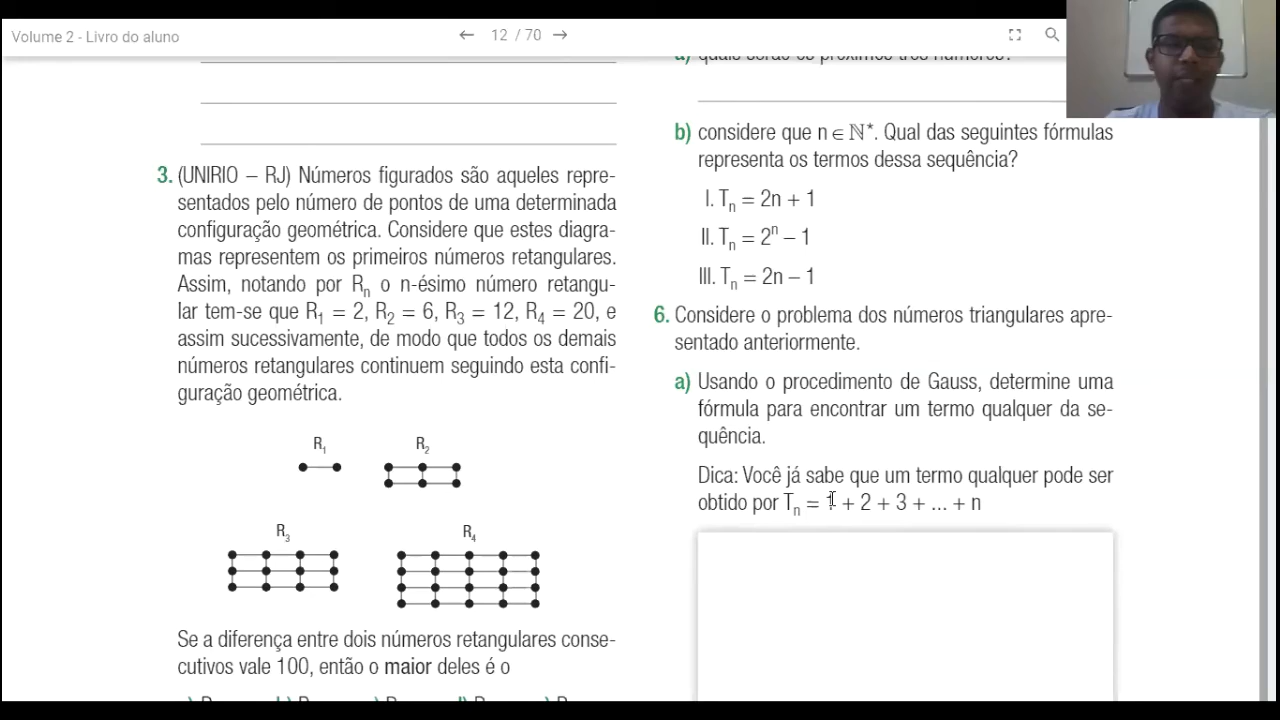 Volume 2 - Livro do aluno
12 / 70
3. (UNIRIO – RJ) Números figurados são aqueles repre-
sentados pelo número de pontos de uma determinada
configuração geométrica. Considere que estes diagra-
mas representem os primeiros números retangulares.
Assim, notando por Rn o n-ésimo número retangu-
lar tem-se que R1 = 2, R2 = 6, R3 = 12, R4 = 20, e
assim sucessivamente, de modo que todos os demais
números retangulares continuem seguindo esta confi-
guração geométrica.
R1
R2
R3
R4
Se a diferença entre dois números retangulares conse-
cutivos vale 100, então o maior deles é o
a) quais serão os próximos três números?
b) considere que n ∈ ℕ*. Qual das seguintes fórmulas
representa os termos dessa sequência?
I. Tn = 2n + 1
II. Tn = 2ⁿ – 1
III. Tn = 2n – 1
6. Considere o problema dos números triangulares apre-
sentado anteriormente.
a) Usando o procedimento de Gauss, determine uma
fórmula para encontrar um termo qualquer da se-
quência.
Dica: Você já sabe que um termo qualquer pode ser
obtido por Tn = 1 + 2 + 3 + ... + n